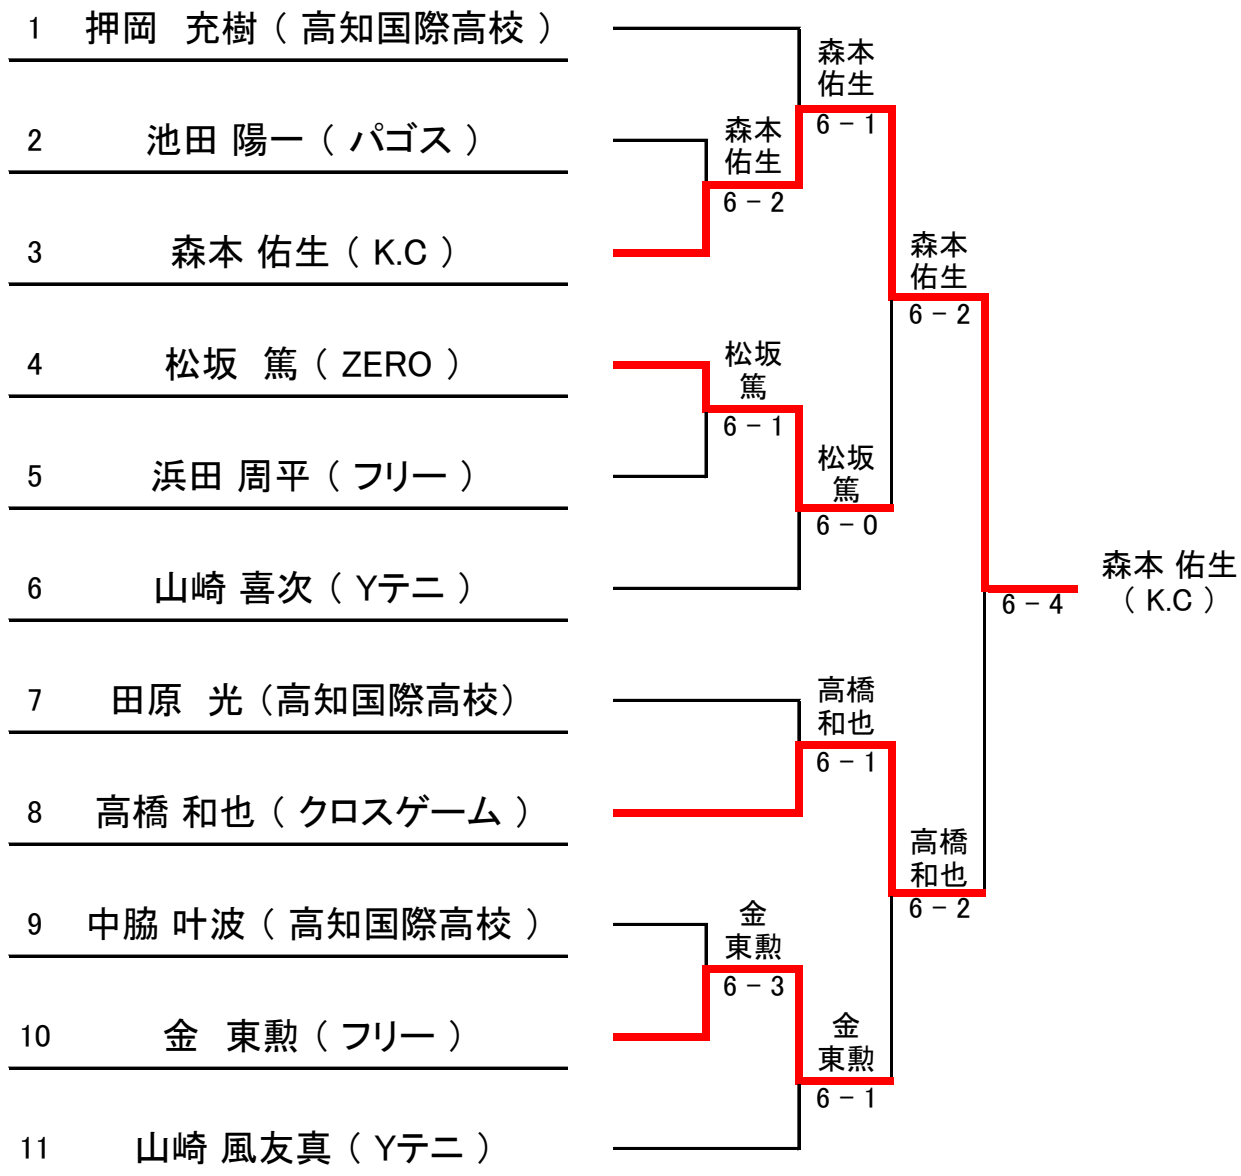 1 押岡 充樹（ 高知国際高校 ）
2 池田 陽一（ パゴス ）
3 森本 佑生（ K.C ）
4 松坂 篤（ ZERO ）
5 浜田 周平（ フリー ）
6 山崎 喜次（ Yテニ ）
7 田原 光（高知国際高校）
8 高橋 和也（ クロスゲーム ）
9 中脇 叶波（ 高知国際高校 ）
10 金 東勲（ フリー ）
11 山崎 風友真（ Yテニ ）
森本
佑生
6 － 2
松坂
篤
6 － 1
金
東勲
6 － 3
森本
佑生
6 － 1
松坂
篤
6 － 0
高橋
和也
6 － 1
金
東勲
6 － 1
森本
佑生
6 － 2
高橋
和也
6 － 2
6 － 4
森本 佑生
（ K.C ）